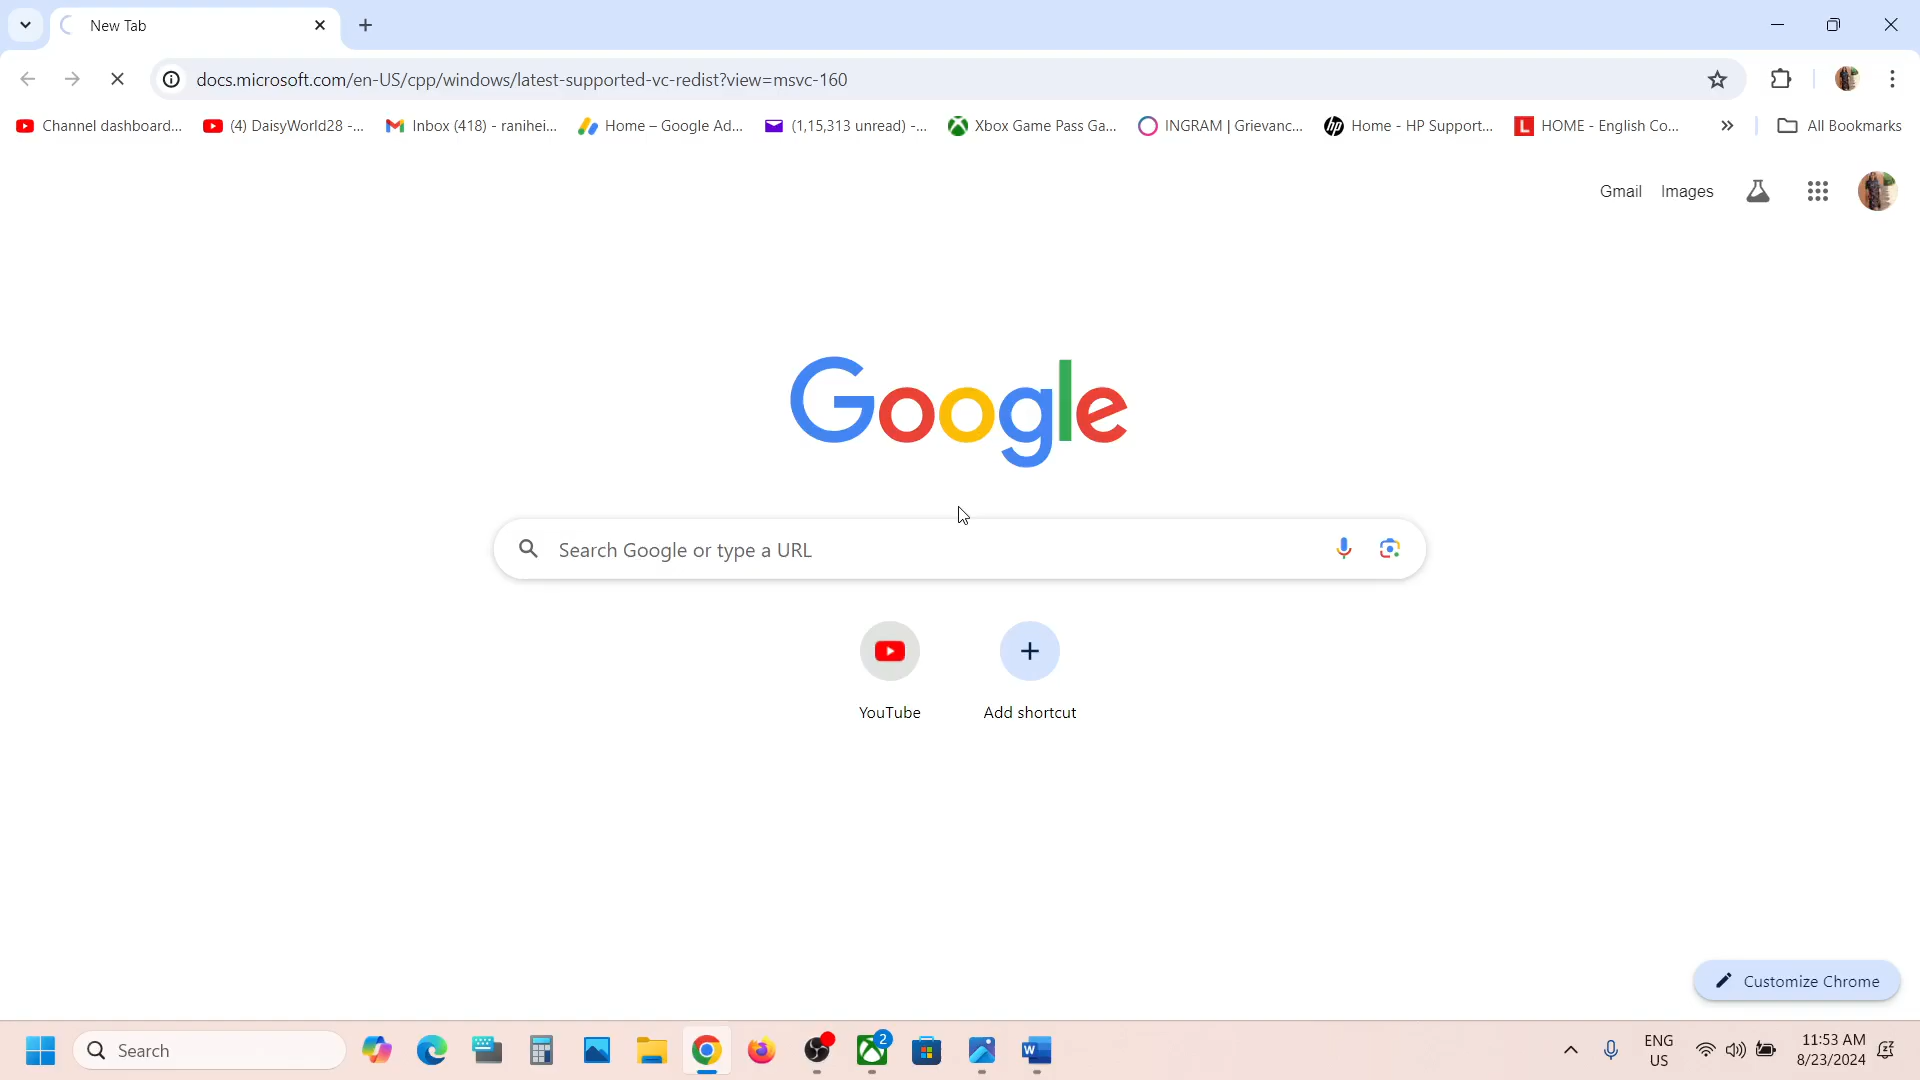 New Tab
docs.microsoft.com/en-US/cpp/windows/latest-supported-vc-redist?view=msvc-160
Channel dashboard... (4) DaisyWorld28 -... Inbox (418) - ranihei... Home – Google Ad... (1,15,313 unread) -... Xbox Game Pass Ga... INGRAM | Grievanc... hp Home - HP Support... L HOME - English Co... » All Bookmarks
Gmail Images
Google
Search Google or type a URL
YouTube Add shortcut
Customize Chrome
Search 2 W ENG 11:53 AM
US 8/23/2024